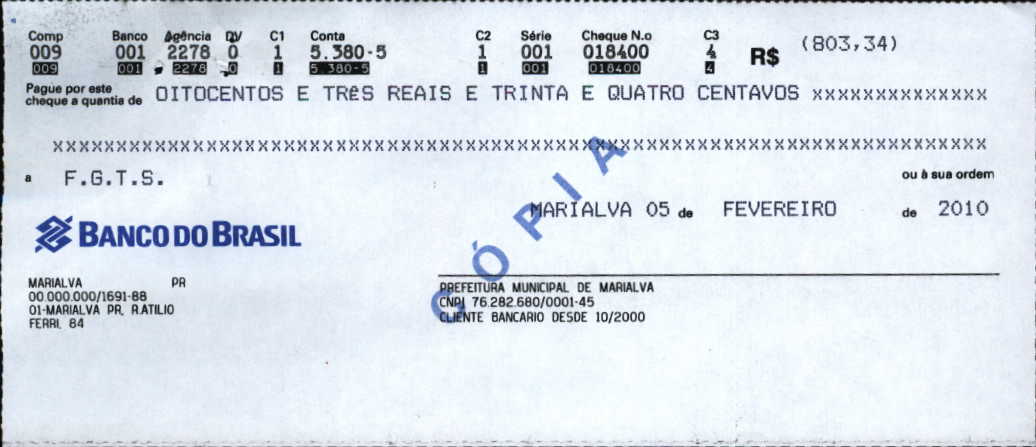 Comp Banco Agência DV C1 Conta C2 Série Cheque N.o C3
009 001 2278 0 1 5.380-5 1 001 018400 4 R$ (803,34)
009 001 2278 0 1 5.380-5 1 001 018400 4
Pague por este
cheque a quantia de OITOCENTOS E TRêS REAIS E TRINTA E QUATRO CENTAVOS xxxxxxxxxxxxxx
xxxxxxxxxxxxxxxxxxxxxxxxxxxxxxxxxxxxxxxxxxxxxxxxxxxxxxxxxxxxxxxxxxxxxxxxxx
a F.G.T.S. ou à sua ordem
MARIALVA 05 de FEVEREIRO de 2010
BANCO DO BRASIL
CÓPIA
MARIALVA PR
00.000.000/1691-88
01-MARIALVA PR, R.ATILIO
FERRI, 84
PREFEITURA MUNICIPAL DE MARIALVA
CNPJ 76.282.680/0001-45
CLIENTE BANCARIO DESDE 10/2000